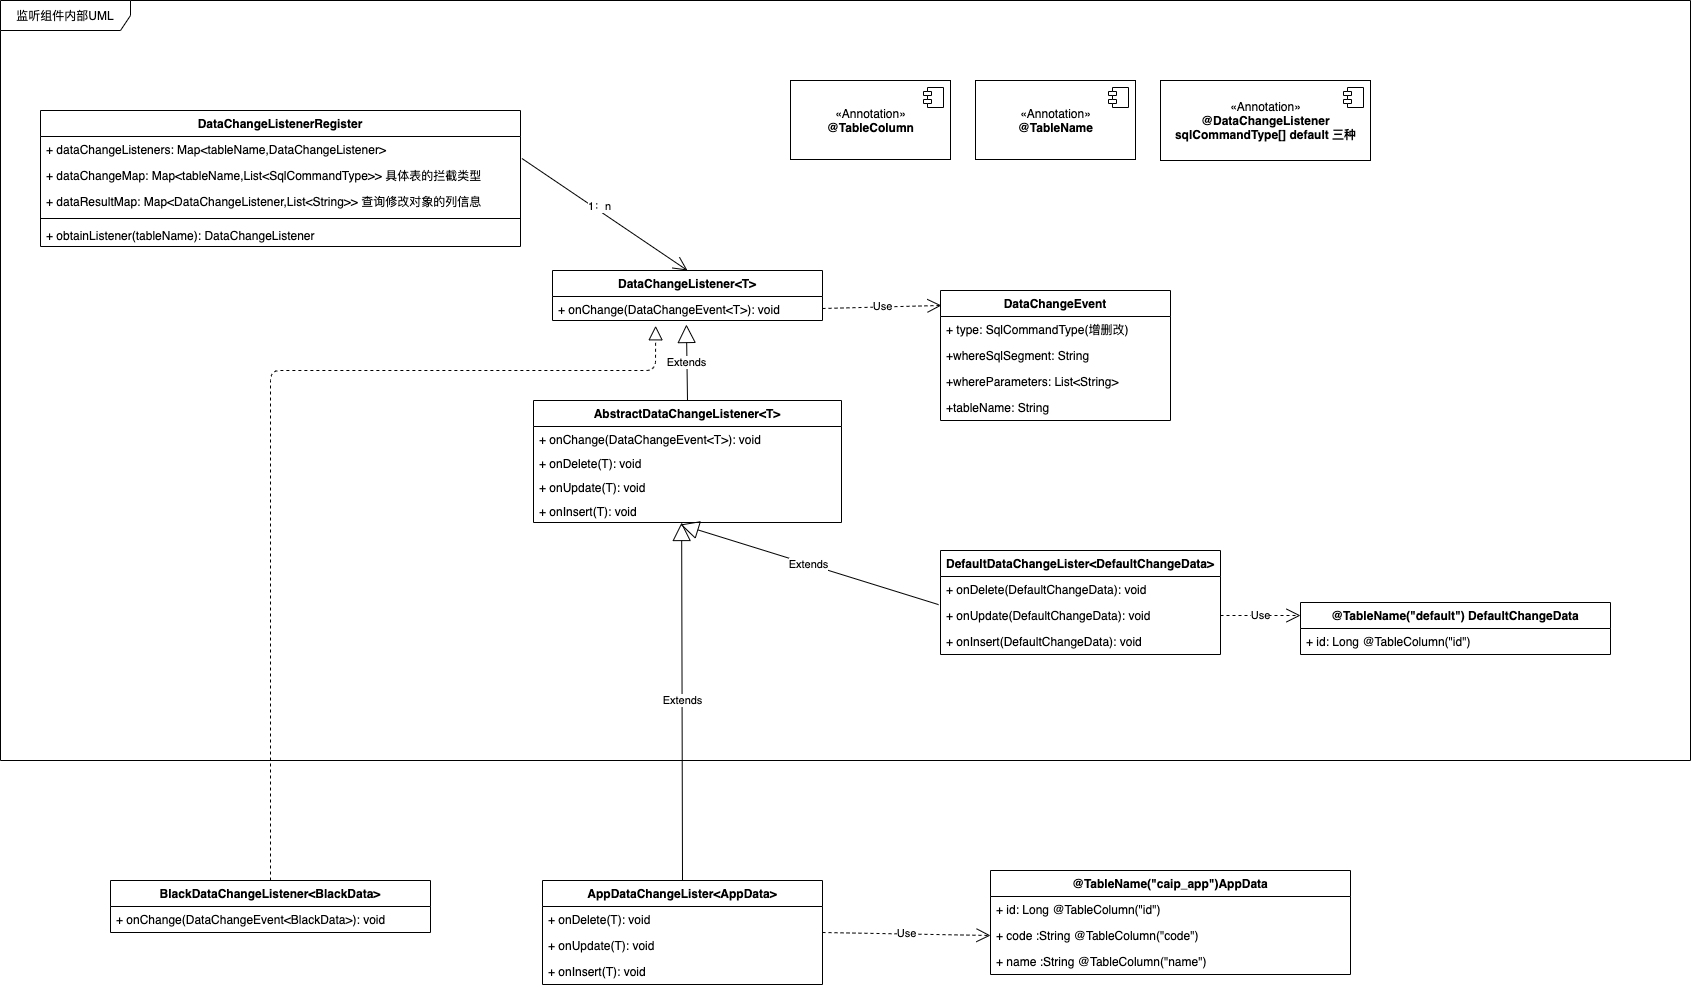 监听组件内部UML
«Annotation»
@TableColumn
«Annotation»
@TableName
«Annotation»
@DataChangeListener
sqlCommandType[] default 三种
DataChangeListenerRegister
+ dataChangeListeners: Map<tableName,DataChangeListener>
+ dataChangeMap: Map<tableName,List<SqlCommandType>> 具体表的拦截类型
+ dataResultMap: Map<DataChangeListener,List<String>> 查询修改对象的列信息
+ obtainListener(tableName): DataChangeListener
1：n
DataChangeListener<T>
+ onChange(DataChangeEvent<T>): void
Use
DataChangeEvent
+ type: SqlCommandType(增删改)
+whereSqlSegment: String
+whereParameters: List<String>
+tableName: String
Extends
AbstractDataChangeListener<T>
+ onChange(DataChangeEvent<T>): void
+ onDelete(T): void
+ onUpdate(T): void
+ onInsert(T): void
Extends
DefaultDataChangeLister<DefaultChangeData>
+ onDelete(DefaultChangeData): void
+ onUpdate(DefaultChangeData): void
+ onInsert(DefaultChangeData): void
Use
@TableName("default") DefaultChangeData
+ id: Long @TableColumn("id")
Extends
BlackDataChangeListener<BlackData>
+ onChange(DataChangeEvent<BlackData>): void
AppDataChangeLister<AppData>
+ onDelete(T): void
+ onUpdate(T): void
+ onInsert(T): void
Use
@TableName("caip_app")AppData
+ id: Long @TableColumn("id")
+ code :String @TableColumn("code")
+ name :String @TableColumn("name")